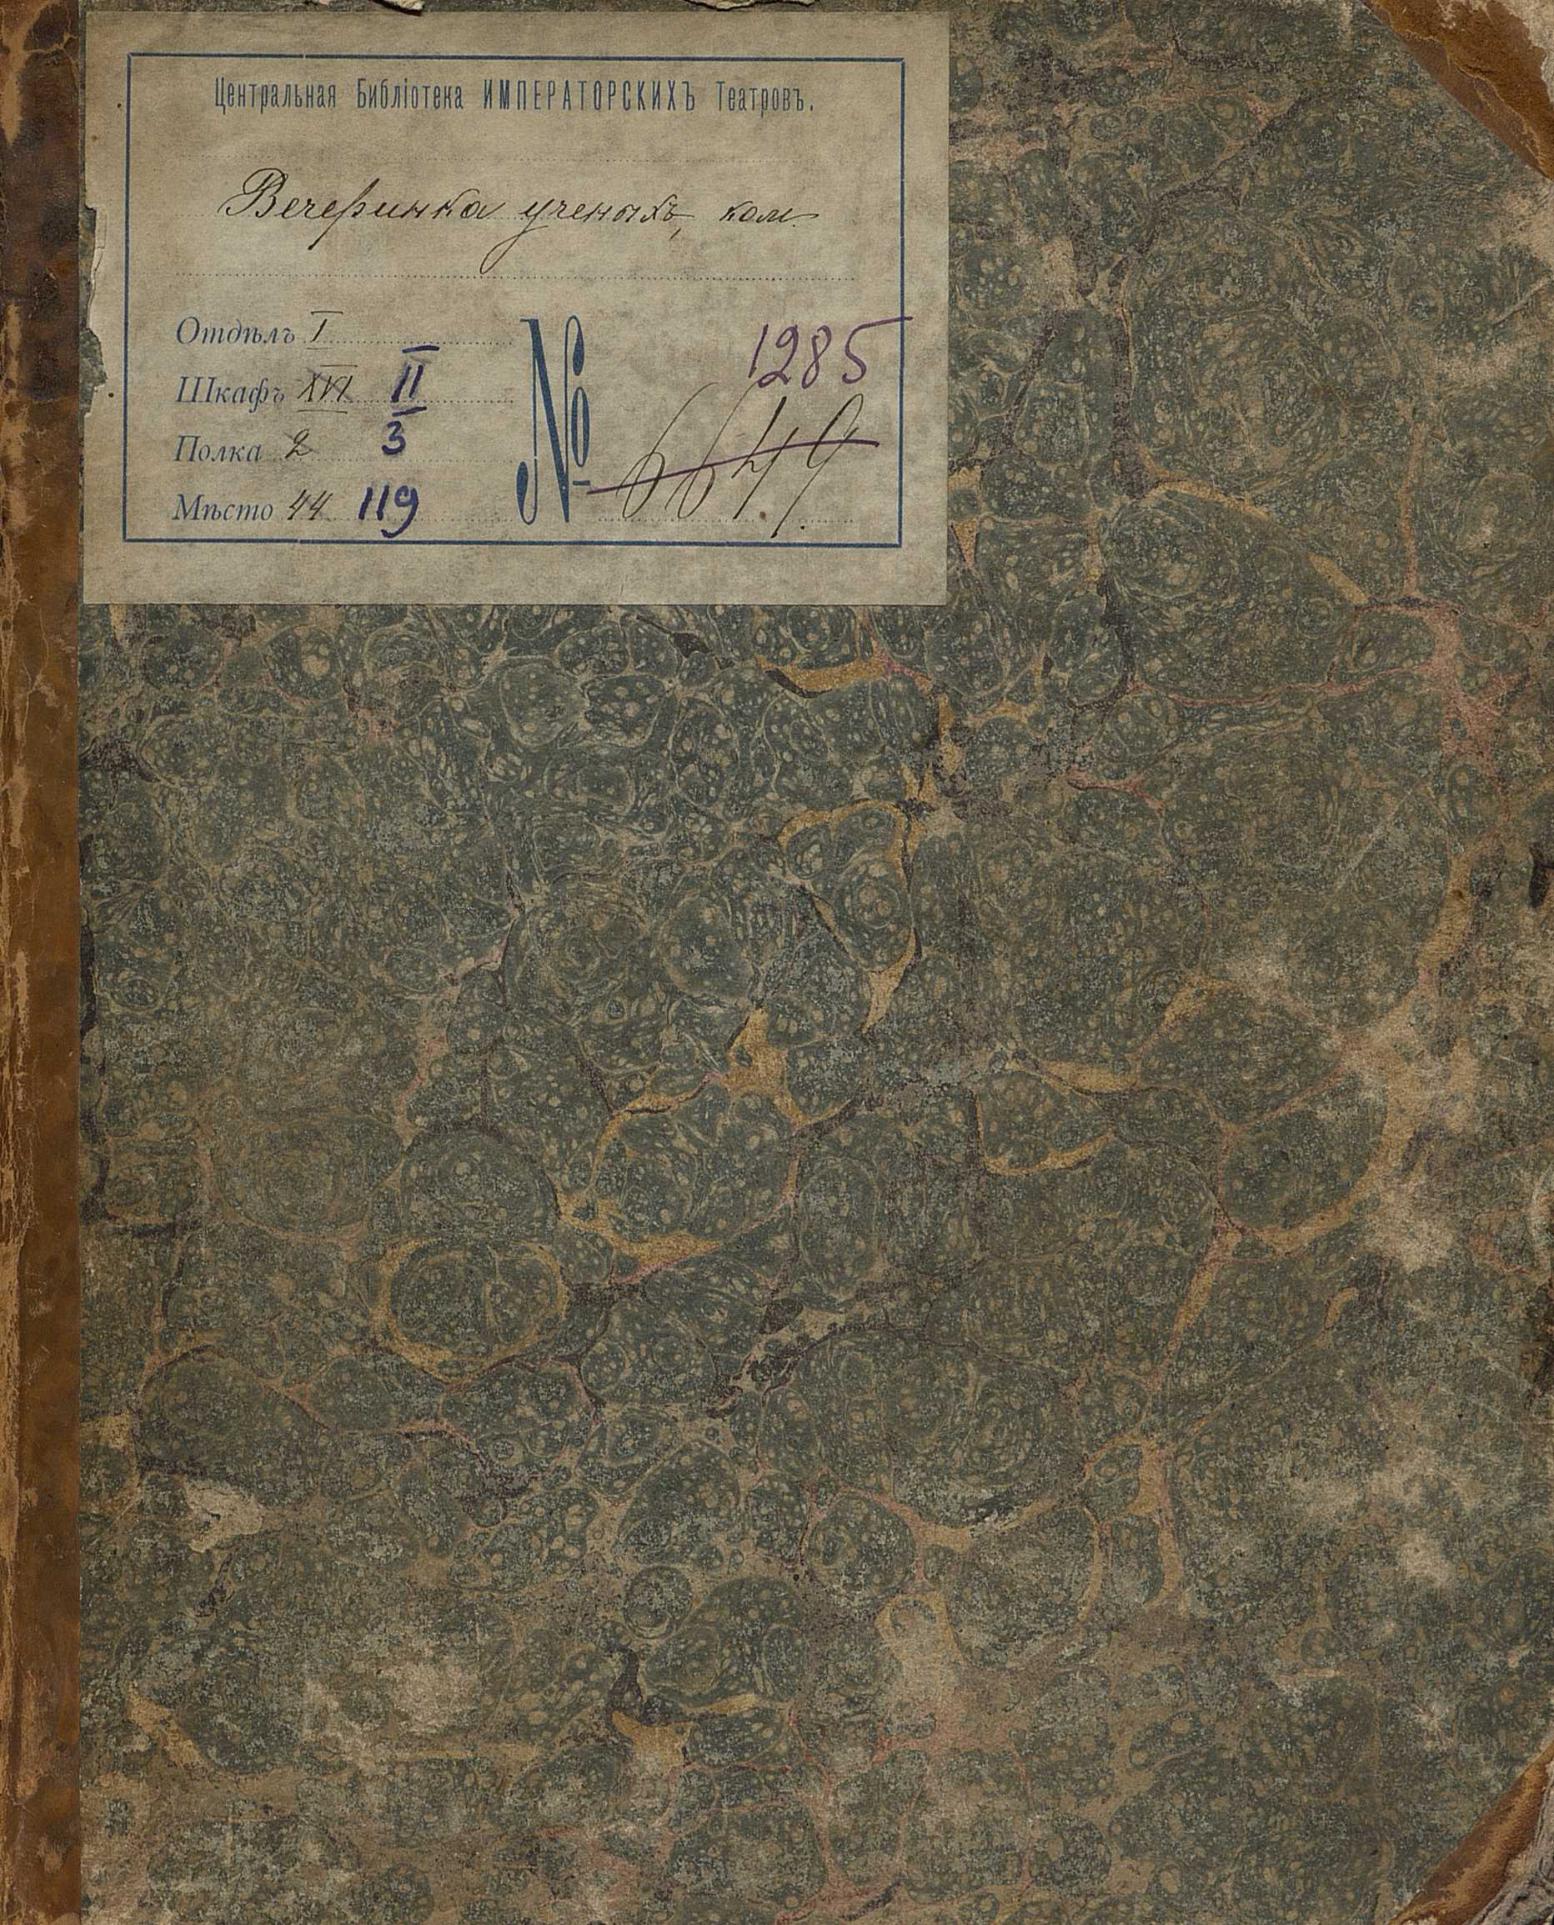 Центральная Библіотека ИМПЕРАТОРСКИХЪ Театровъ.
Вечеринка ученыхъ, ком.
Отдѣлъ I
Шкафъ XVI II
Полка 2 3
Мѣсто 44 119
№ 1285
6649